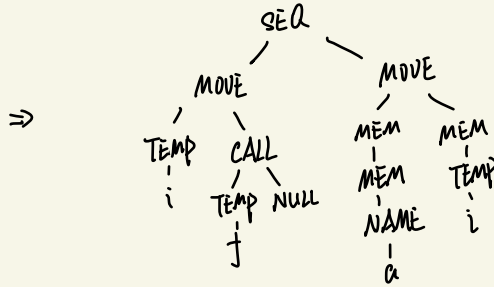 SEQ
MOVE MOVE
⇒ TEMP CALL MEM MEM
i TEMP NULL MEM TEMP
f NAME i
a